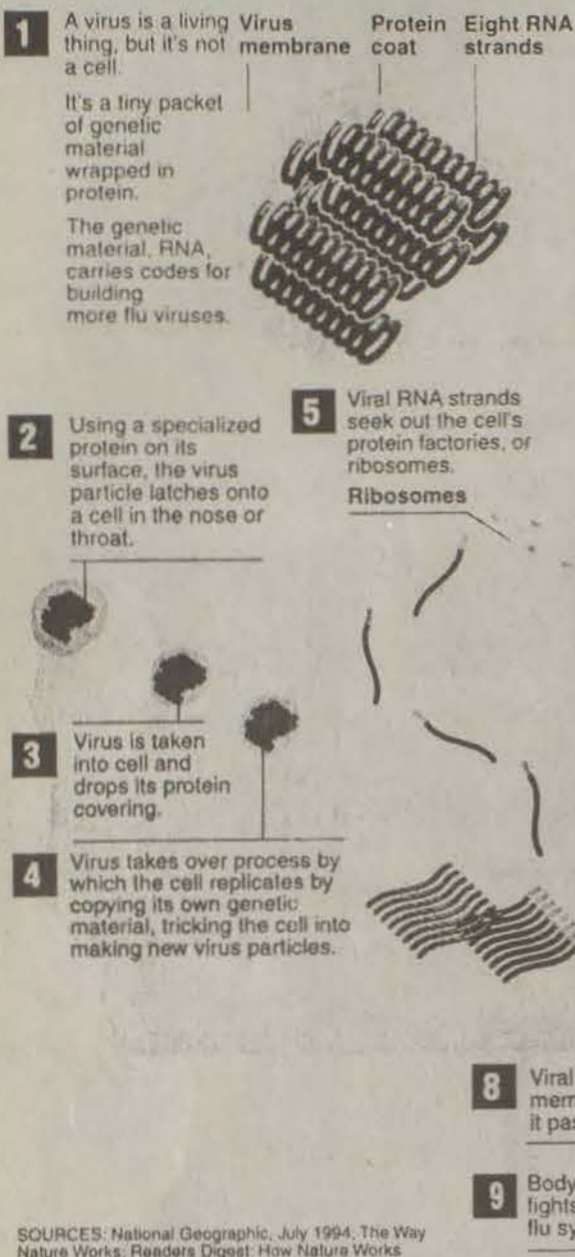 1
A virus is a living
thing, but it's not
a cell.
It's a tiny packet
of genetic
material
wrapped in
protein.
The genetic
material, RNA,
carries codes for
building
more flu viruses.
Virus
membrane
Protein
coat
Eight RNA
strands
2
Using a specialized
protein on its
surface, the virus
particle latches onto
a cell in the nose or
throat.
3
Virus is taken
into cell and
drops its protein
covering.
4
Virus takes over process by
which the cell replicates by
copying its own genetic
material, tricking the cell into
making new virus particles.
5
Viral RNA strands
seek out the cell's
protein factories, or
ribosomes.
Ribosomes
8
Viral
mem
it pas
9
Body
fights
flu sy
SOURCES: National Geographic, July 1994, The Way
Nature Works; Readers Digest: How Nature Works